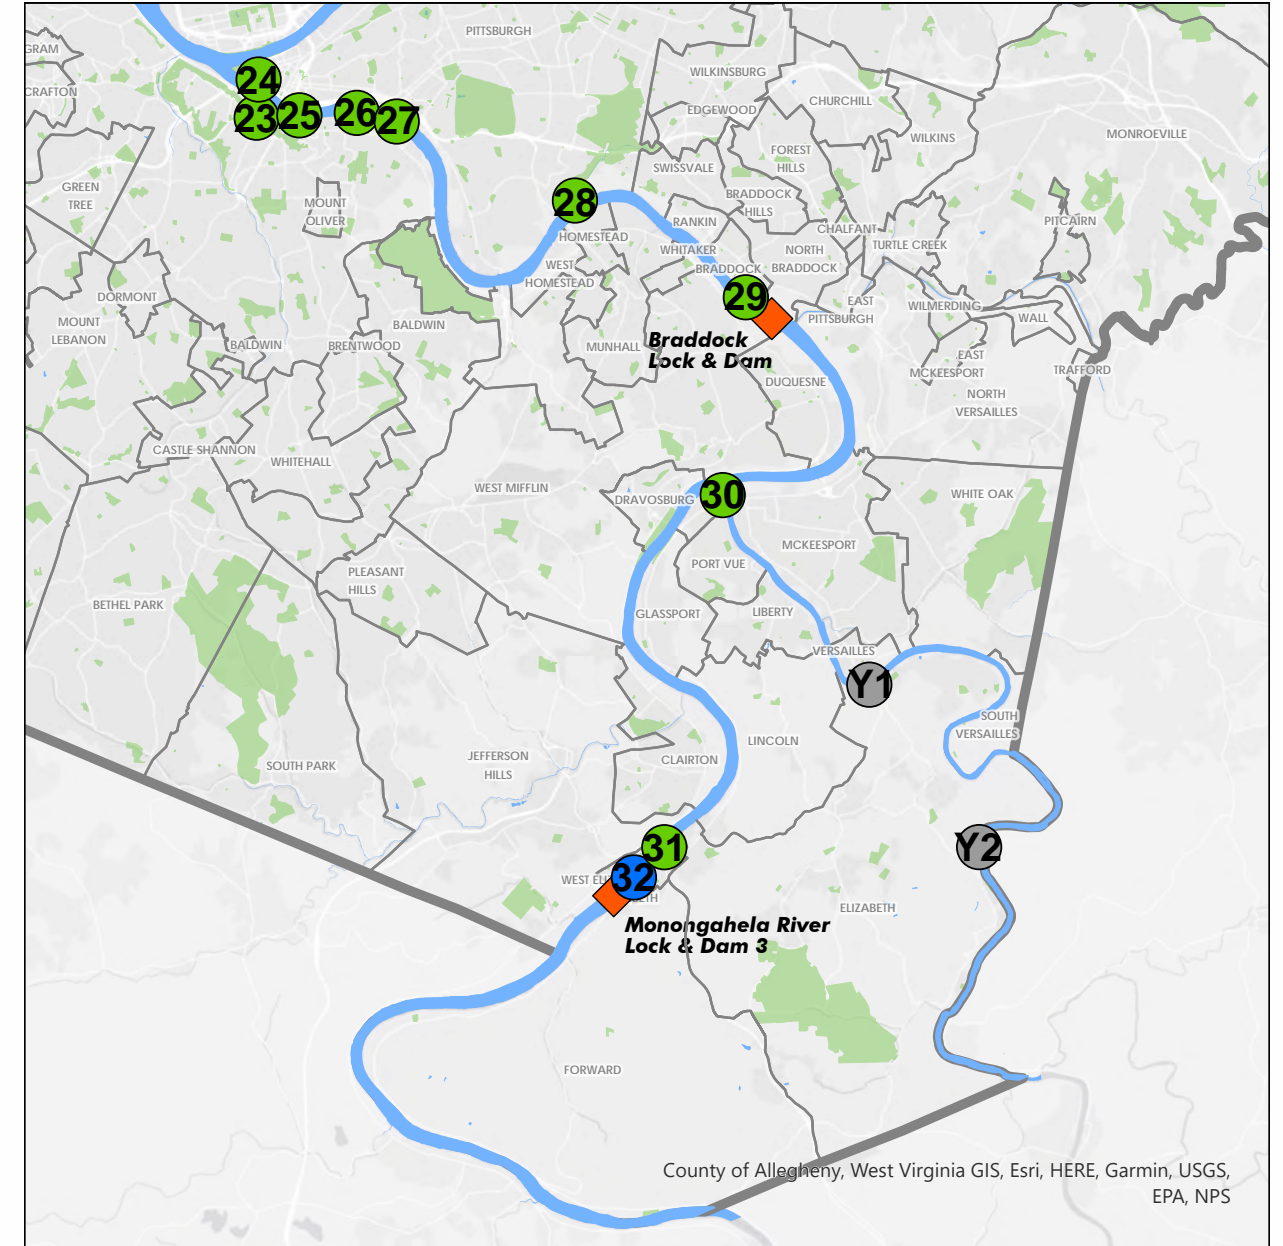 PITTSBURGH
GRAM
CRAFTON
24
23
25
26
27
WILKINSBURG
EDGEWOOD
CHURCHILL
WILKINS
MONROEVILLE
FOREST
HILLS
SWISSVALE
GREEN
TREE
MOUNT
OLIVER
28
BRADDOCK
HILLS
RANKIN
HOMESTEAD
WHITAKER
CHALFANT
TURTLE CREEK
PITCAIRN
NORTH
BRADDOCK
WEST
HOMESTEAD
BRADDOCK
29
DORMONT
MOUNT
LEBANON
BALDWIN
BALDWIN
BRENTWOOD
MUNHALL
Braddock
Lock & Dam
EAST
PITTSBURGH
WILMERDING
WALL
EAST
MCKEESPORT
TRAFFORD
DUQUESNE
NORTH
VERSAILLES
CASTLE SHANNON
WHITEHALL
WEST MIFFLIN
DRAVOSBURG
30
WHITE OAK
MCKEESPORT
PORT VUE
PLEASANT
HILLS
BETHEL PARK
GLASSPORT
LIBERTY
VERSAILLES
Y1
SOUTH
VERSAILLES
LINCOLN
JEFFERSON
HILLS
CLAIRTON
SOUTH PARK
31
Y2
32
WEST ELI
ETH
ELIZABETH
Monongahela River
Lock & Dam 3
FORWARD
County of Allegheny, West Virginia GIS, Esri, HERE, Garmin, USGS,
EPA, NPS